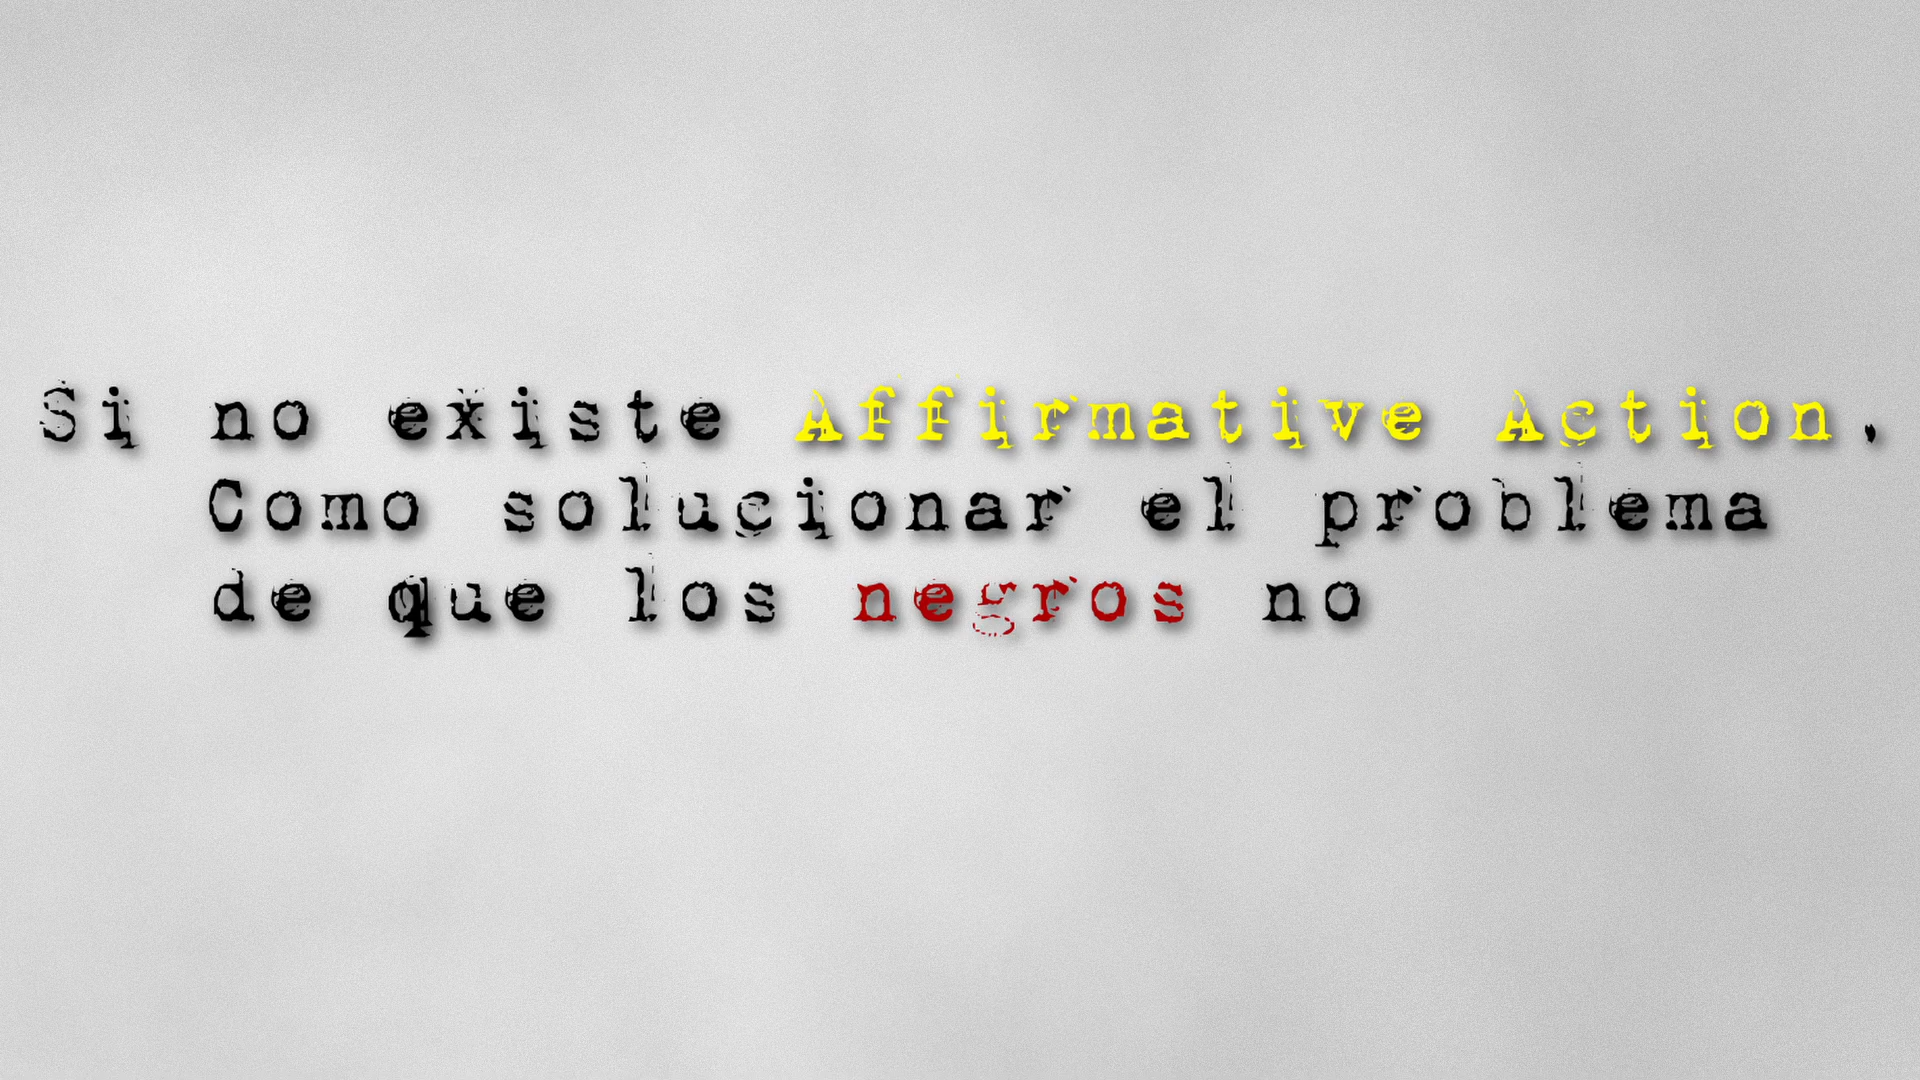 Si no existe Affirmative Action.
Como solucionar el problema
de que los negros no